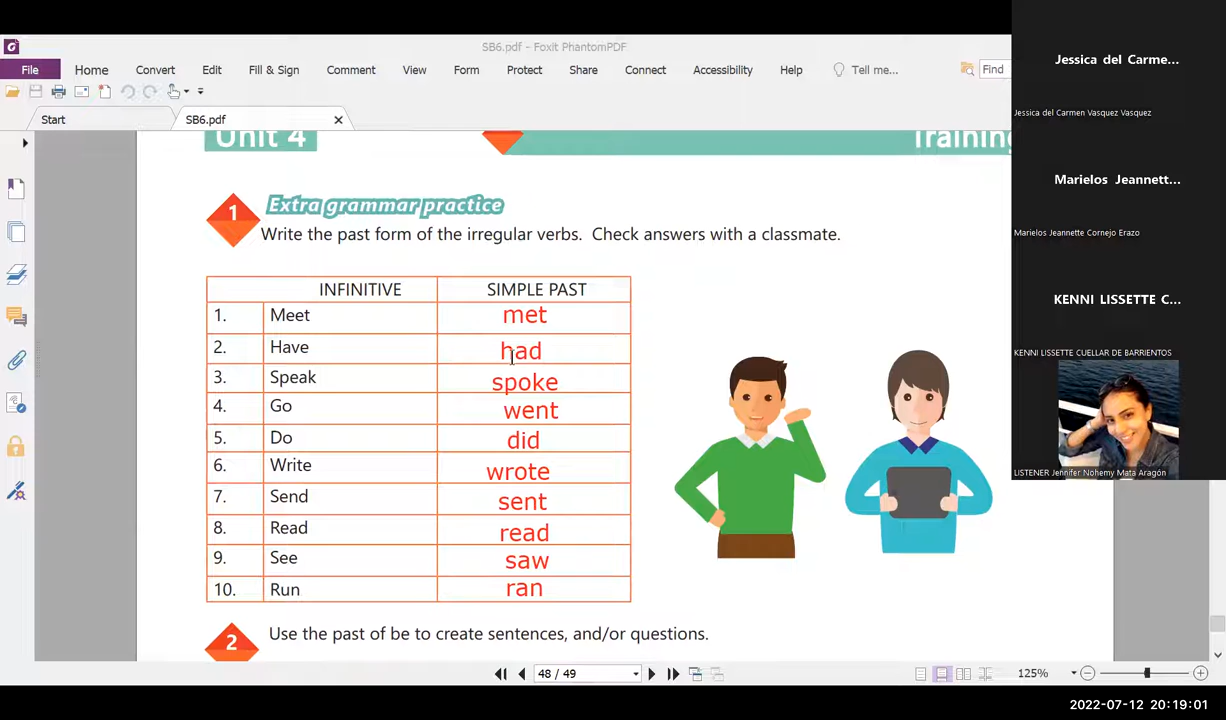 SB6.pdf - Foxit PhantomPDF
File Home Convert Edit Fill & Sign Comment View Form Protect Share Connect Accessibility Help Tell me... Find
Start SB6.pdf
Unit 4 Training
1 Extra grammar practice
Write the past form of the irregular verbs. Check answers with a classmate.
INFINITIVE SIMPLE PAST
1. Meet met
2. Have had
3. Speak spoke
4. Go went
5. Do did
6. Write wrote
7. Send sent
8. Read read
9. See saw
10. Run ran
2 Use the past of be to create sentences, and/or questions.
48 / 49 125%
Jessica del Carme...
Jessica del Carmen Vasquez Vasquez
Marielos Jeannett...
Marielos Jeannette Cornejo Erazo
KENNI LISSETTE C...
KENNI LISSETTE CUELLAR DE BARRIENTOS
LISTENER Jennifer Nohemy Mata Aragón
2022-07-12 20:19:01